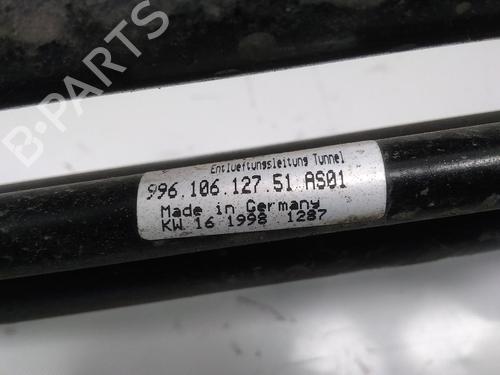 B-PARTS
Entlueftungsleitung Tunnel
996.106.127.51 AS01
Made in Germany
KW 16 1998 1287